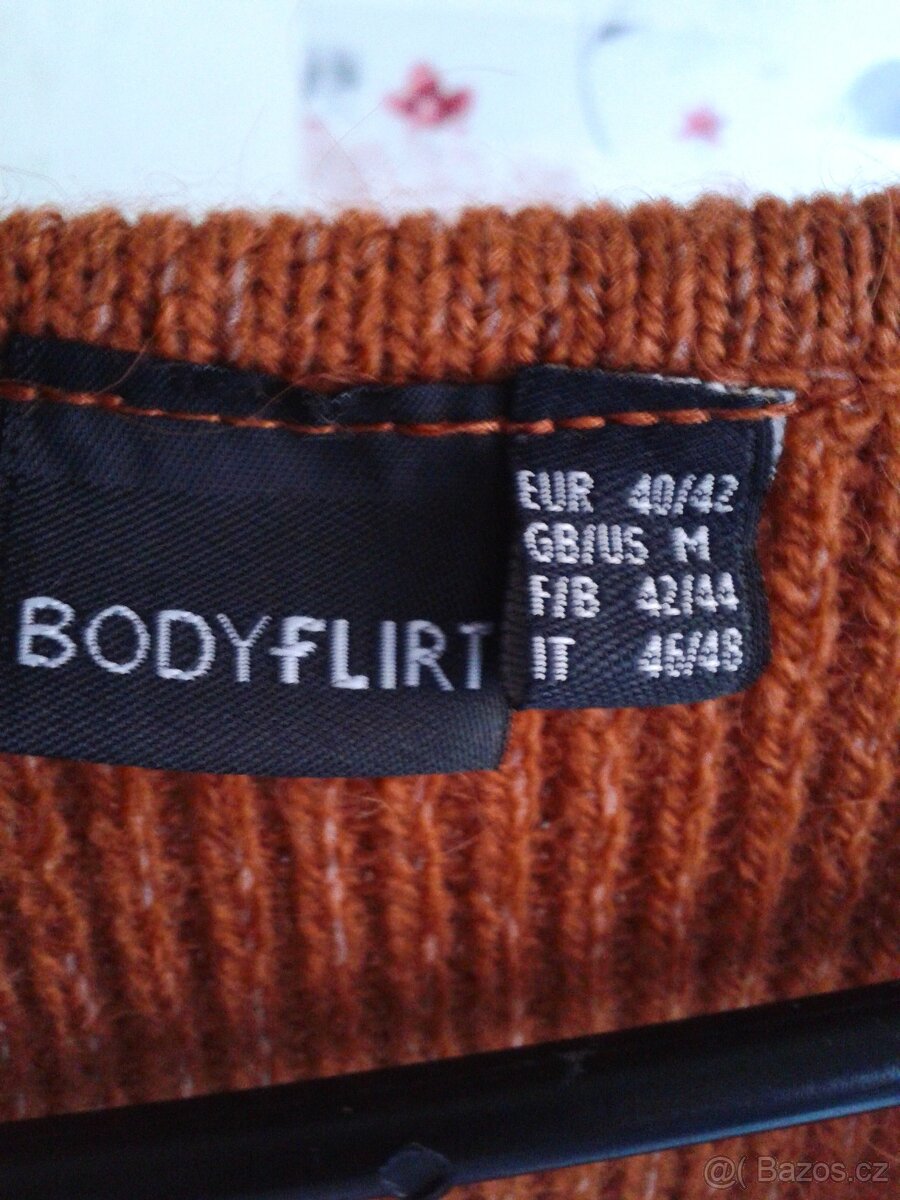 BODYFLIRT
EUR 40/42
GB/US M
F/B 42/44
IT 46/48
@( Bazos.cz